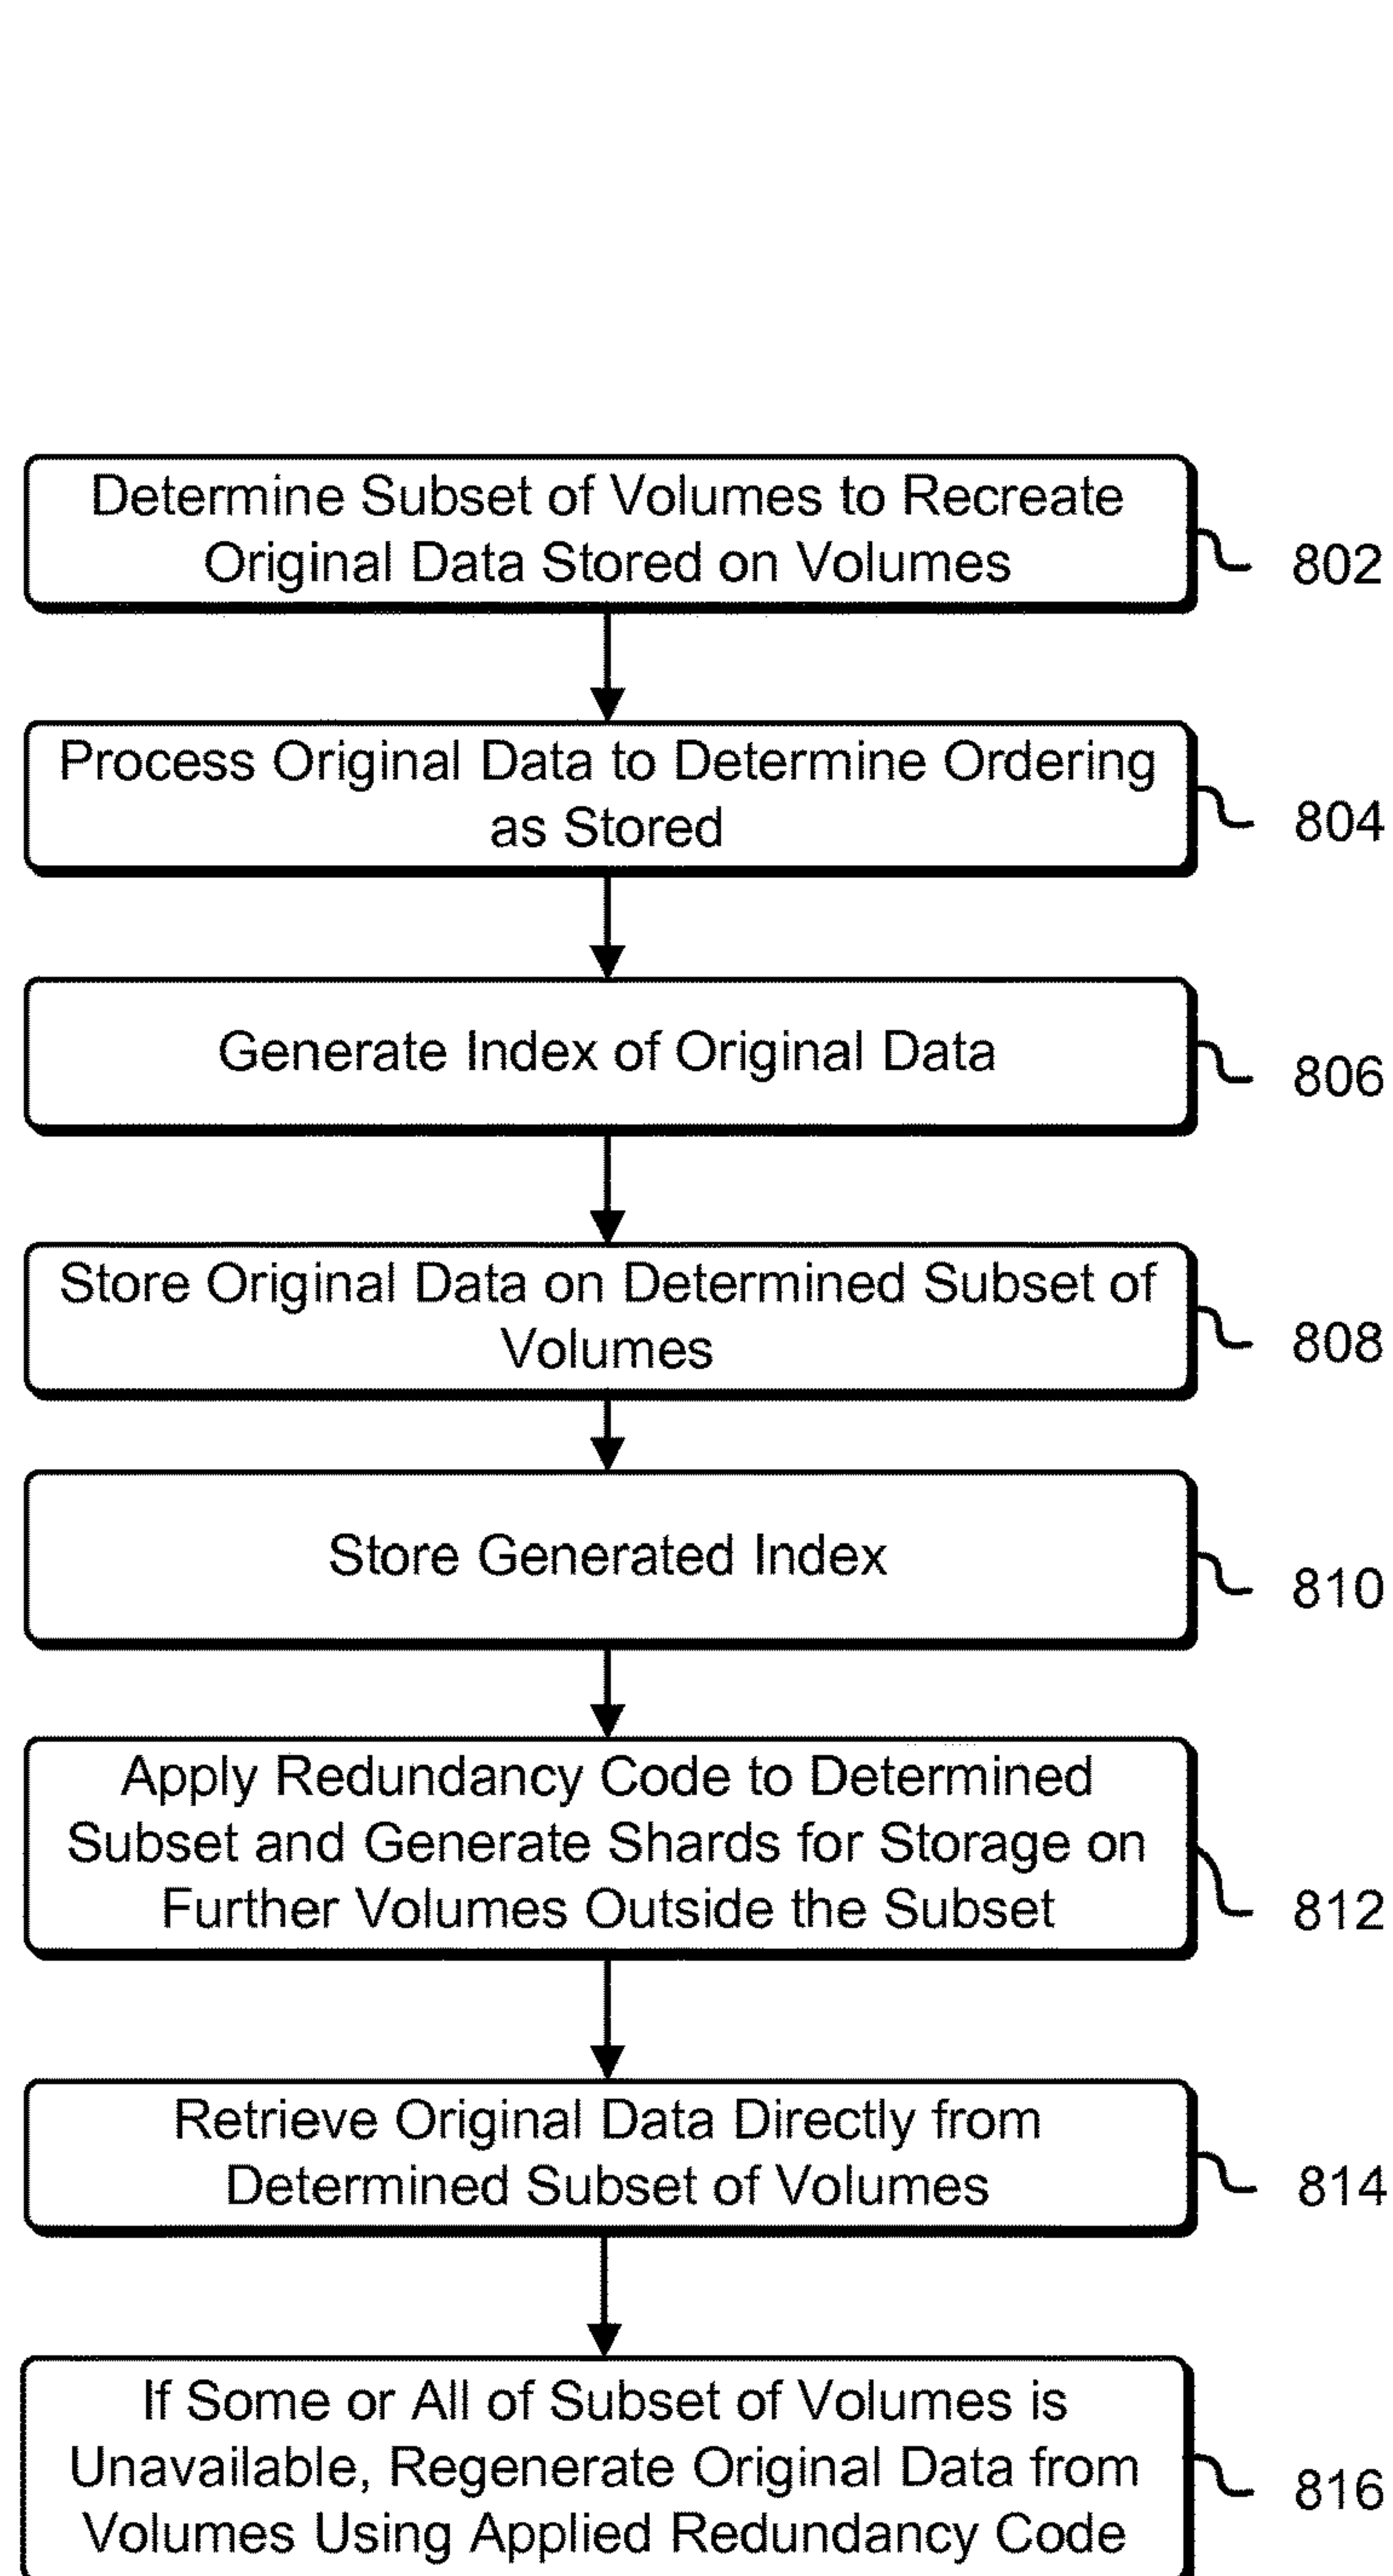 Determine Subset of Volumes to Recreate
Original Data Stored on Volumes
802
Process Original Data to Determine Ordering
as Stored
804
Generate Index of Original Data
806
Store Original Data on Determined Subset of
Volumes
808
Store Generated Index
810
Apply Redundancy Code to Determined
Subset and Generate Shards for Storage on
Further Volumes Outside the Subset
812
Retrieve Original Data Directly from
Determined Subset of Volumes
814
If Some or All of Subset of Volumes is
Unavailable, Regenerate Original Data from
Volumes Using Applied Redundancy Code
816